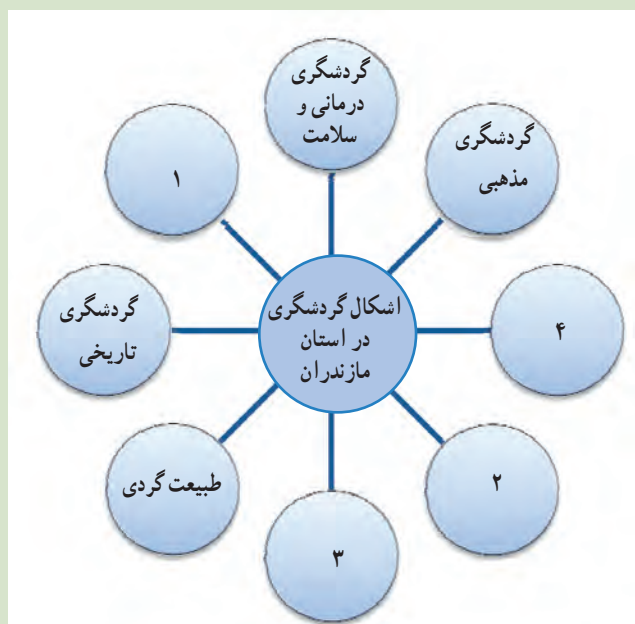 گردشگری
درمانی و
سلامت
گردشگری
مذهبی
۱
اشکال گردشگری
در استان
مازندران
گردشگری
تاریخی
۴
طبیعت گردی
۲
۳